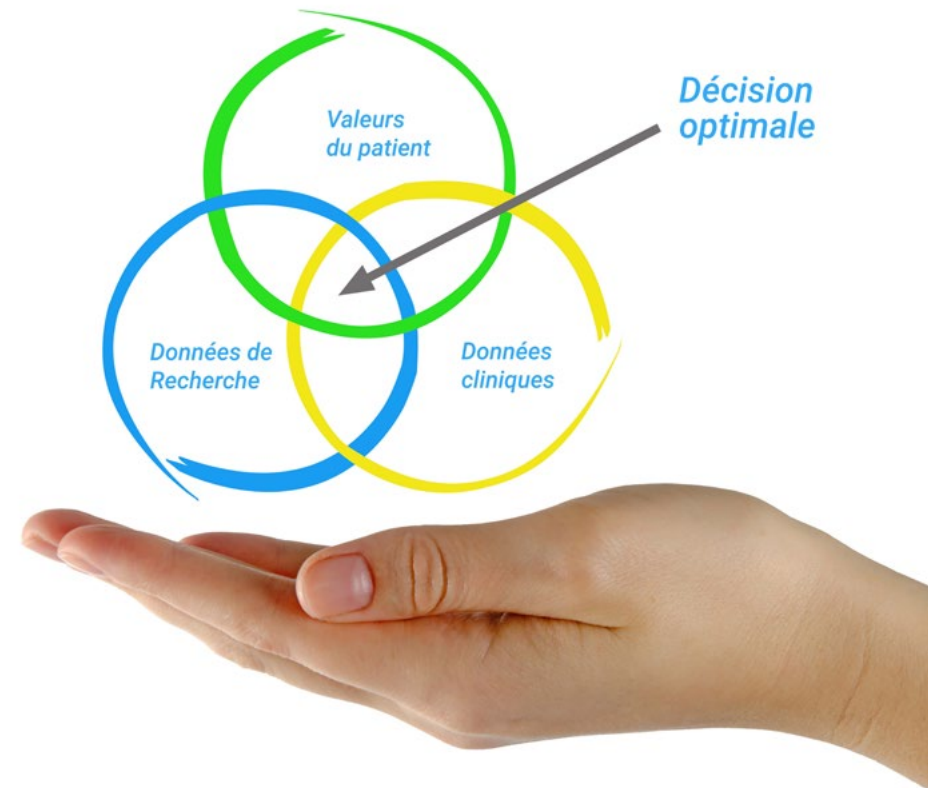 Décision
optimale
Valeurs
du patient
Données de
Recherche
Données
cliniques